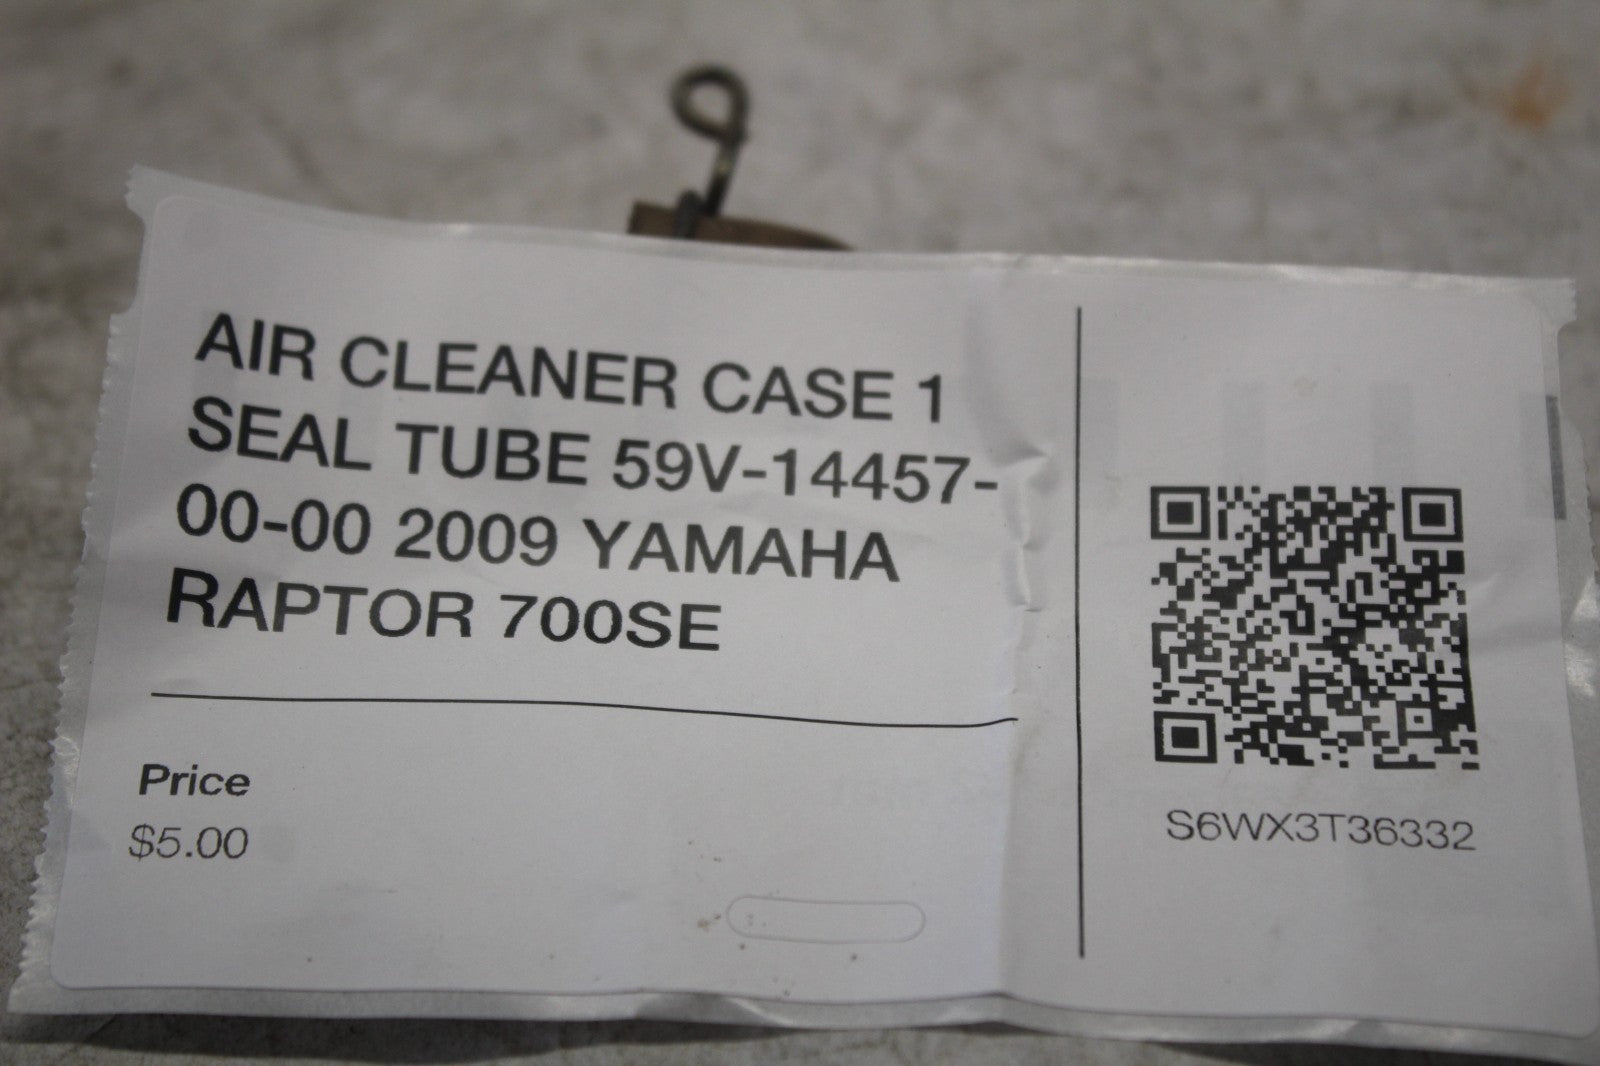 AIR CLEANER CASE 1
SEAL TUBE 59V-14457-
00-00 2009 YAMAHA
RAPTOR 700SE
Price
$5.00
S6WX3T36332